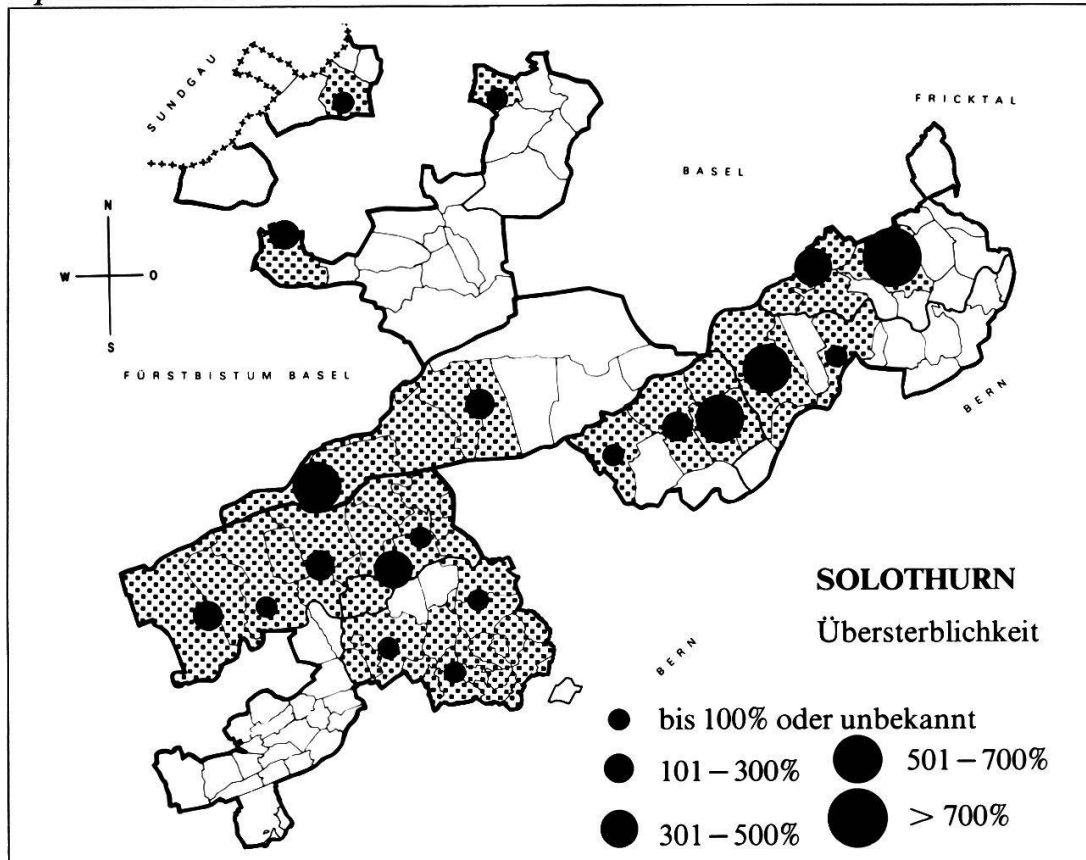 SUNDGAU
FRICKTAL
BASEL
N
W O
S
FÜRSTBISTUM BASEL
BERN
SOLOTHURN
Übersterblichkeit
BERN
bis 100% oder unbekannt
101–300%
501–700%
301–500%
> 700%